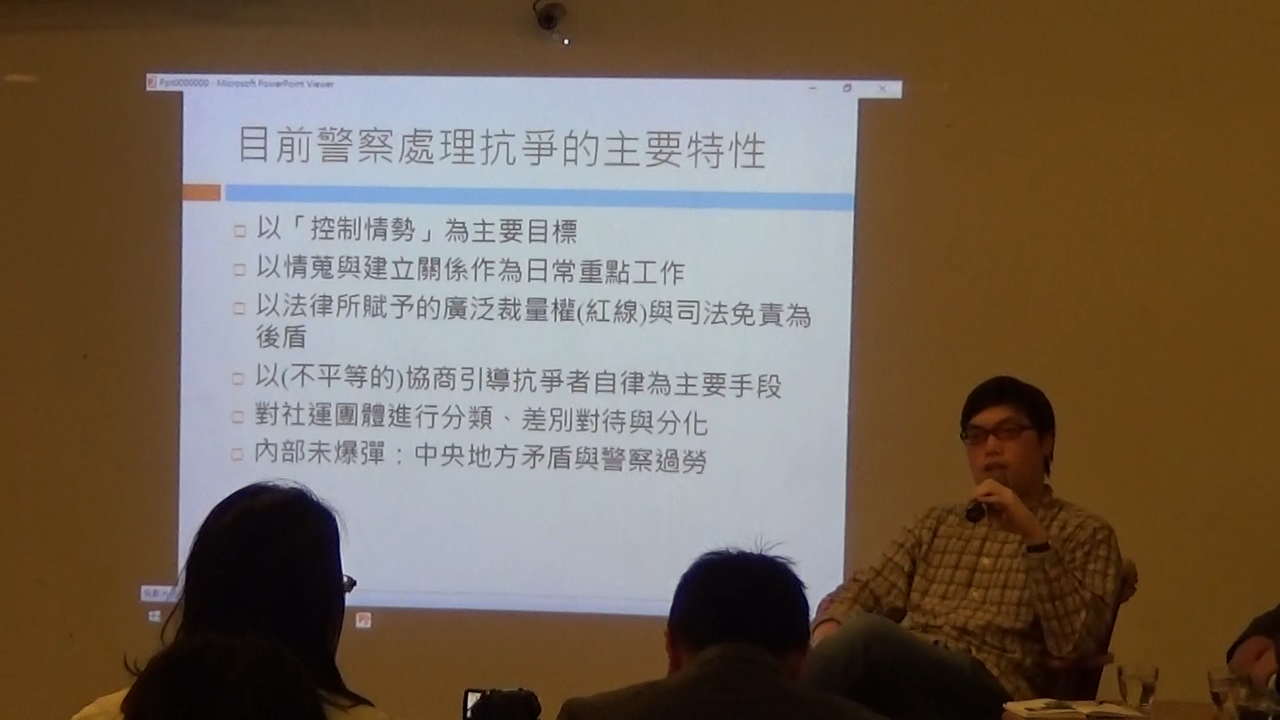 Ppt0000000 - Microsoft PowerPoint Viewer
目前警察處理抗爭的主要特性
以「控制情勢」為主要目標
以情蒐與建立關係作為日常重點工作
以法律所賦予的廣泛裁量權(紅線)與司法免責為
後盾
以(不平等的)協商引導抗爭者自律為主要手段
對社運團體進行分類、差別對待與分化
內部未爆彈：中央地方矛盾與警察過勞